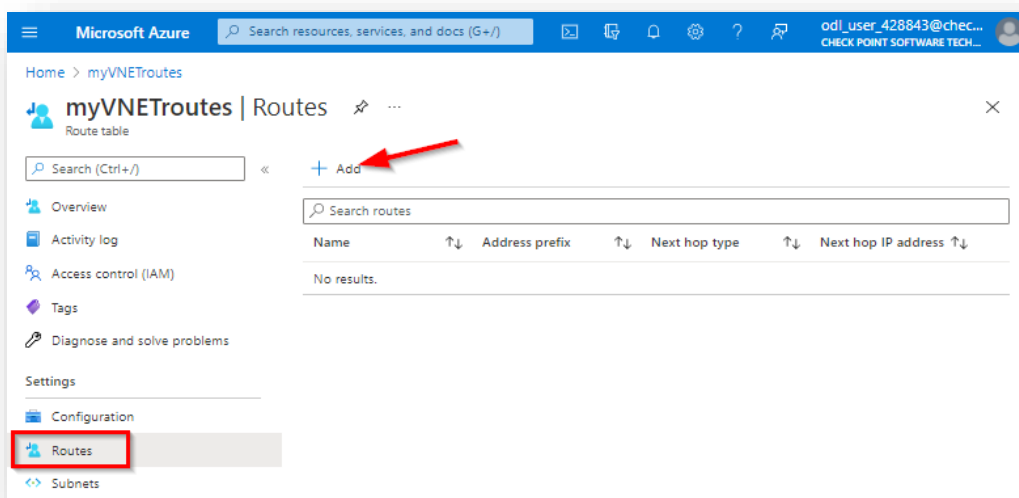 Microsoft Azure
Search resources, services, and docs (G+/)
odl_user_428843@chec...
CHECK POINT SOFTWARE TECH...
Home > myVNETroutes
myVNETroutes | Routes
Route table
Search (Ctrl+/)
+ Add
Overview
Search routes
Activity log
Name Address prefix Next hop type Next hop IP address
Access control (IAM)
No results.
Tags
Diagnose and solve problems
Settings
Configuration
Routes
Subnets